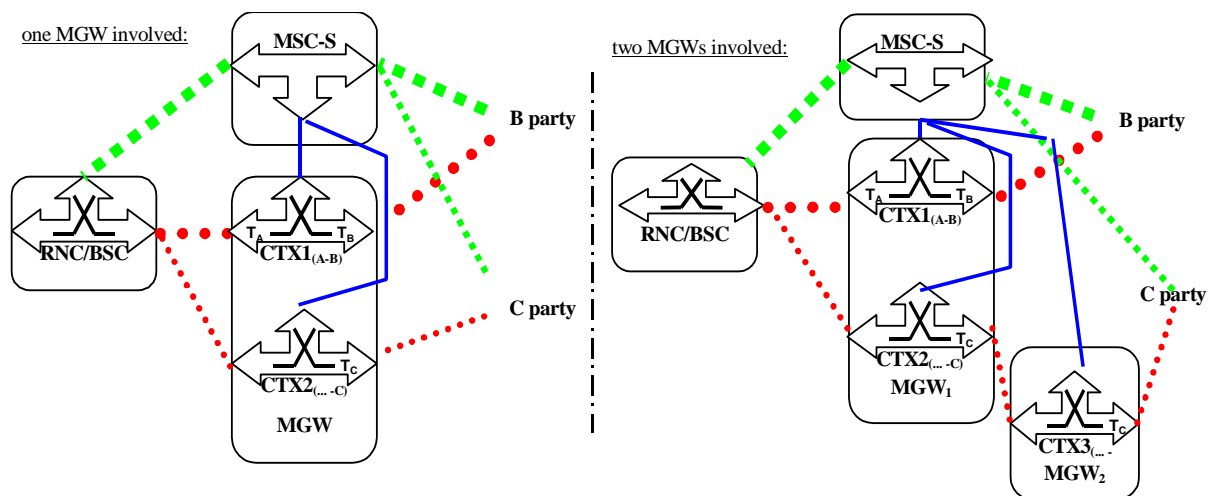 one MGW involved:
MSC-S
B party
RNC/BSC
TA TB
CTX1(A-B)
C party
TC
CTX2(... -C)
MGW
two MGWs involved:
MSC-S
B party
RNC/BSC
TA TB
CTX1(A-B)
C party
TC
CTX2(... -C)
MGW1
TC
CTX3(... -
MGW2